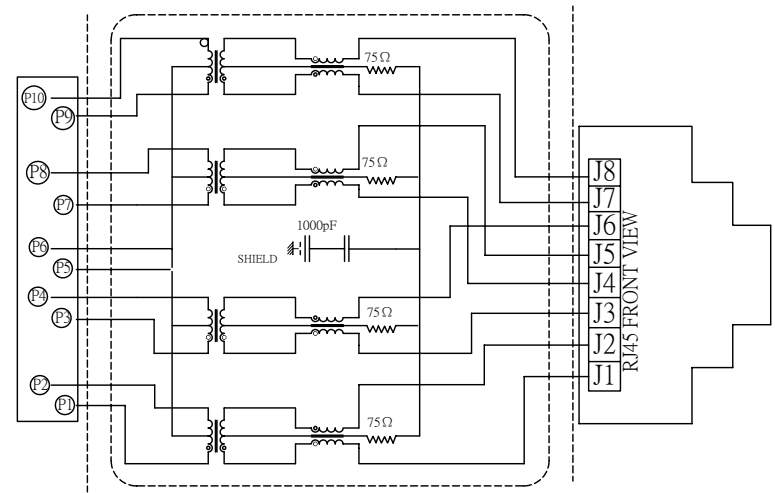 75Ω
P10
P9
75Ω
P8
J8
P7
J7
1000pF
J6
P6
SHIELD
J5
P5
J4
P4
P3
75Ω
J3
J2
P2
J1
P1
75Ω
RJ45 FRONT VIEW